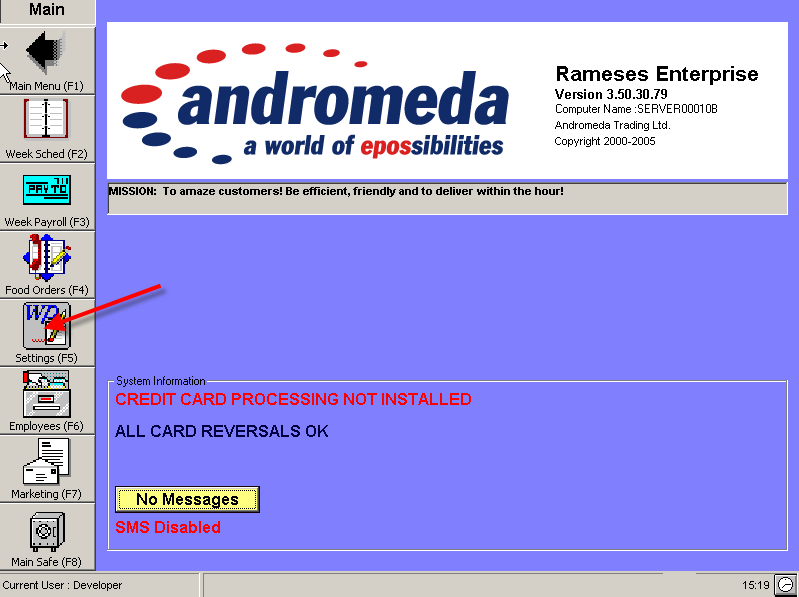 Main
Main Menu (F1)
Week Sched (F2)
PAYTO
Week Payroll (F3)
Food Orders (F4)
Wp
Settings (F5)
Employees (F6)
Marketing (F7)
Main Safe (F8)
andromeda
a world of epossibilities
Rameses Enterprise
Version 3.50.30.79
Computer Name :SERVER00010B
Andromeda Trading Ltd.
Copyright 2000-2005
MISSION: To amaze customers! Be efficient, friendly and to deliver within the hour!
System Information
CREDIT CARD PROCESSING NOT INSTALLED
ALL CARD REVERSALS OK
No Messages
SMS Disabled
Current User : Developer
15:19